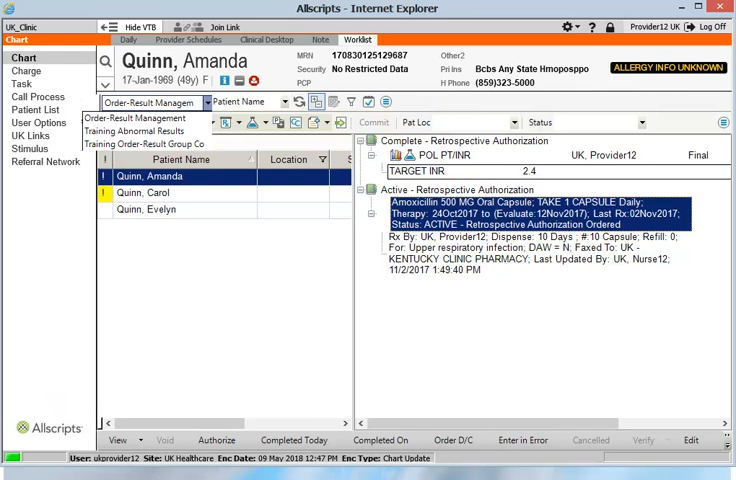 Allscripts - Internet Explorer
UK_Clinic Hide VTB Join Link Provider12 UK Log Off
Chart Daily Provider Schedules Clinical Desktop Note Worklist
Chart
Charge
Task
Call Process
Patient List
User Options
UK Links
Stimulus
Referral Network
Allscripts
Quinn, Amanda
17-Jan-1969 (49y) F
MRN 170830125129687
Security No Restricted Data
PCP
Other2
Pri Ins Bcbs Any State Hmoposppo
H Phone (859)323-5000
ALLERGY INFO UNKNOWN
Order-Result Managem Patient Name
Order-Result Management
Training Abnormal Results
Training Order-Result Group Co
Commit Pat Loc Status
! Patient Name Location S
! Quinn, Amanda
! Quinn, Carol
Quinn, Evelyn
Complete - Retrospective Authorization
POL PT/INR UK, Provider12 Final
TARGET INR 2.4
Active - Retrospective Authorization
Amoxicillin 500 MG Oral Capsule; TAKE 1 CAPSULE Daily;
Therapy: 24Oct2017 to (Evaluate:12Nov2017); Last Rx:02Nov2017;
Status: ACTIVE - Retrospective Authorization Ordered
Rx By: UK, Provider12; Dispense: 10 Days ; #:10 Capsule; Refill: 0;
For: Upper respiratory infection; DAW = N; Faxed To: UK -
KENTUCKY CLINIC PHARMACY; Last Updated By: UK, Nurse12;
11/2/2017 1:49:40 PM
View Void Authorize Completed Today Completed On Order D/C Enter in Error Cancelled Verify Edit
User: ukprovider12 Site: UK Healthcare Enc Date: 09 May 2018 12:47 PM Enc Type: Chart Update